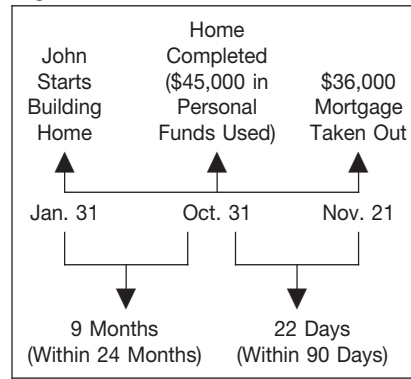 John
Starts
Building
Home
Home
Completed
($45,000 in
Personal
Funds Used)
$36,000
Mortgage
Taken Out
Jan. 31
Oct. 31
Nov. 21
9 Months
(Within 24 Months)
22 Days
(Within 90 Days)